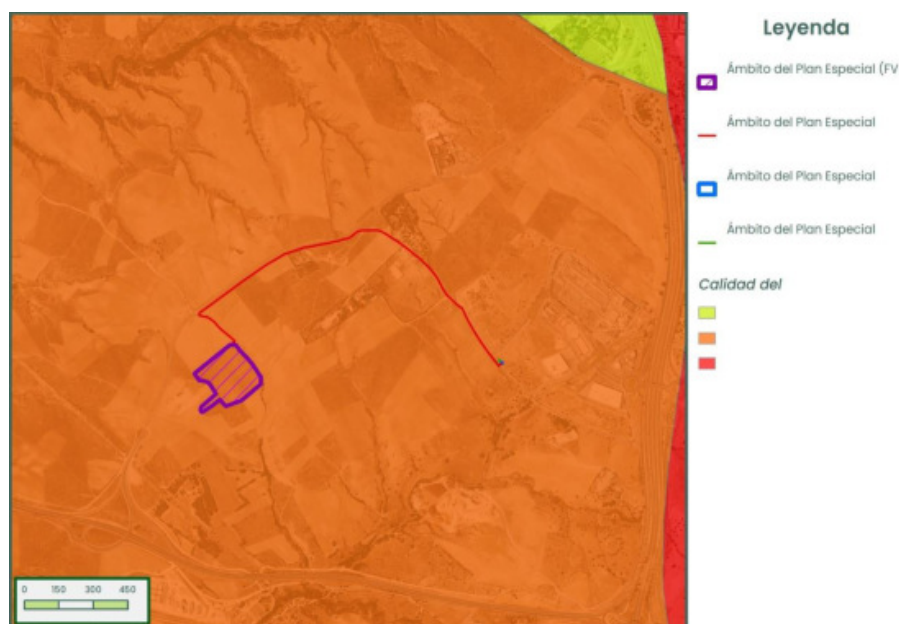 Leyenda
Ámbito del Plan Especial (FV
Ámbito del Plan Especial
Ámbito del Plan Especial
Ámbito del Plan Especial
Calidad del
0 150 300 450